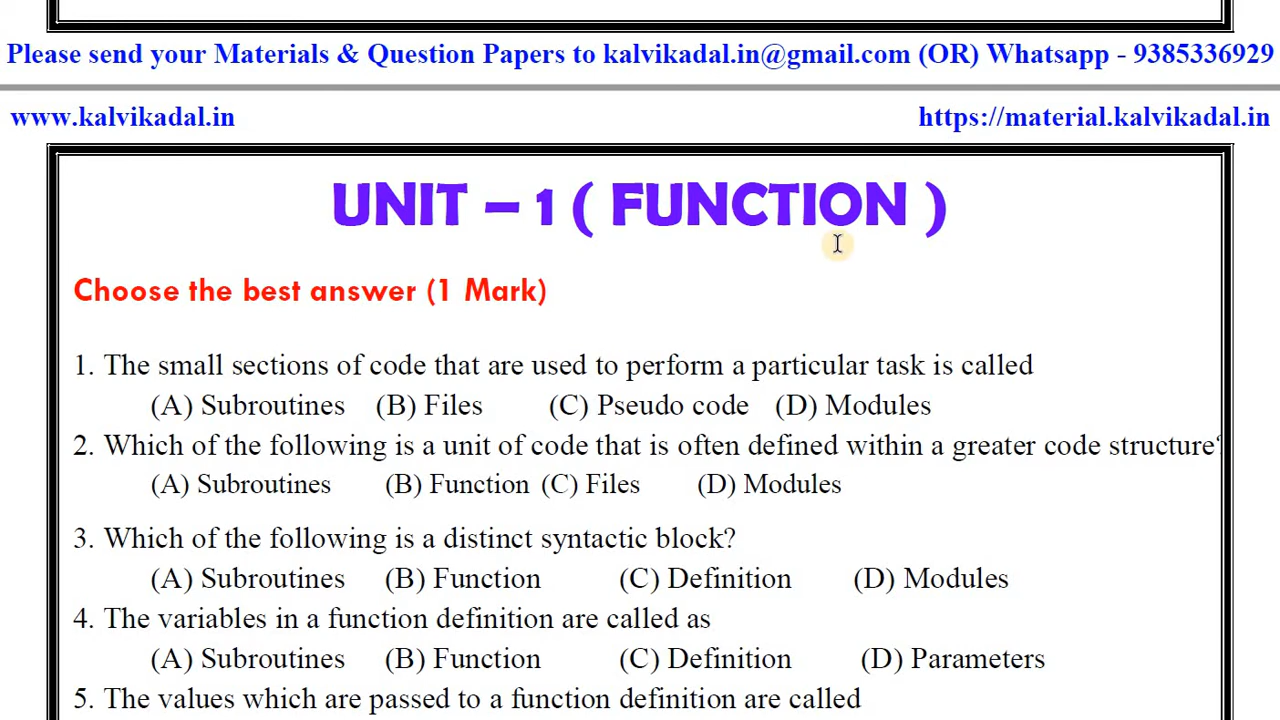 Please send your Materials & Question Papers to kalvikadal.in@gmail.com (OR) Whatsapp - 9385336929
www.kalvikadal.in https://material.kalvikadal.in
UNIT – 1 ( FUNCTION )
Choose the best answer (1 Mark)
1. The small sections of code that are used to perform a particular task is called
(A) Subroutines (B) Files (C) Pseudo code (D) Modules
2. Which of the following is a unit of code that is often defined within a greater code structure?
(A) Subroutines (B) Function (C) Files (D) Modules
3. Which of the following is a distinct syntactic block?
(A) Subroutines (B) Function (C) Definition (D) Modules
4. The variables in a function definition are called as
(A) Subroutines (B) Function (C) Definition (D) Parameters
5. The values which are passed to a function definition are called